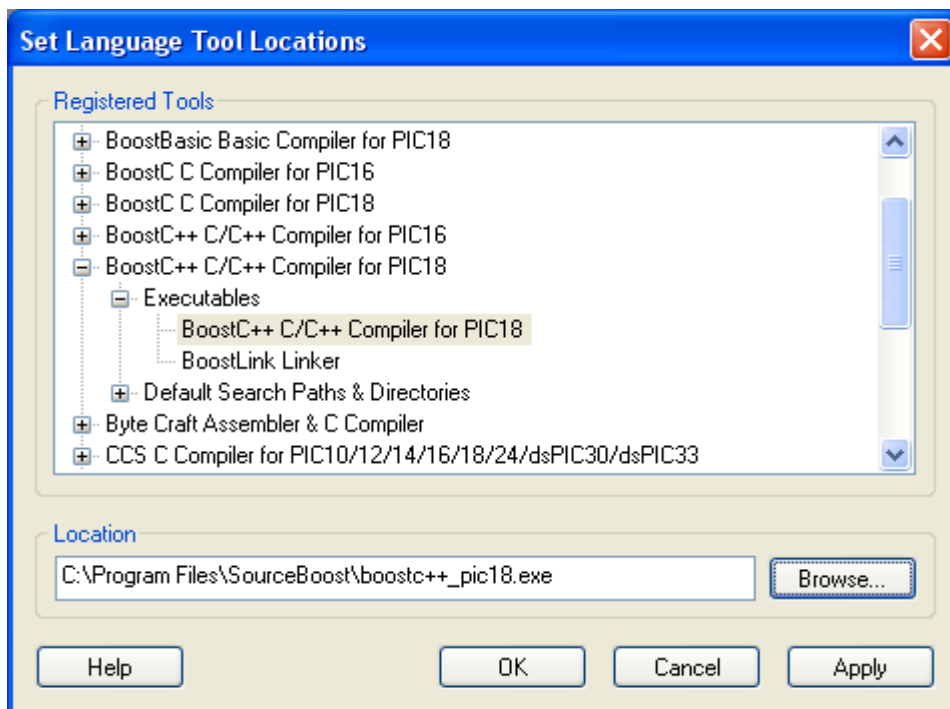 Set Language Tool Locations
Registered Tools
BoostBasic Basic Compiler for PIC18
BoostC C Compiler for PIC16
BoostC C Compiler for PIC18
BoostC++ C/C++ Compiler for PIC16
BoostC++ C/C++ Compiler for PIC18
Executables
BoostC++ C/C++ Compiler for PIC18
BoostLink Linker
Default Search Paths & Directories
Byte Craft Assembler & C Compiler
CCS C Compiler for PIC10/12/14/16/18/24/dsPIC30/dsPIC33
Location
C:\Program Files\SourceBoost\boostc++_pic18.exe
Browse...
Help OK Cancel Apply